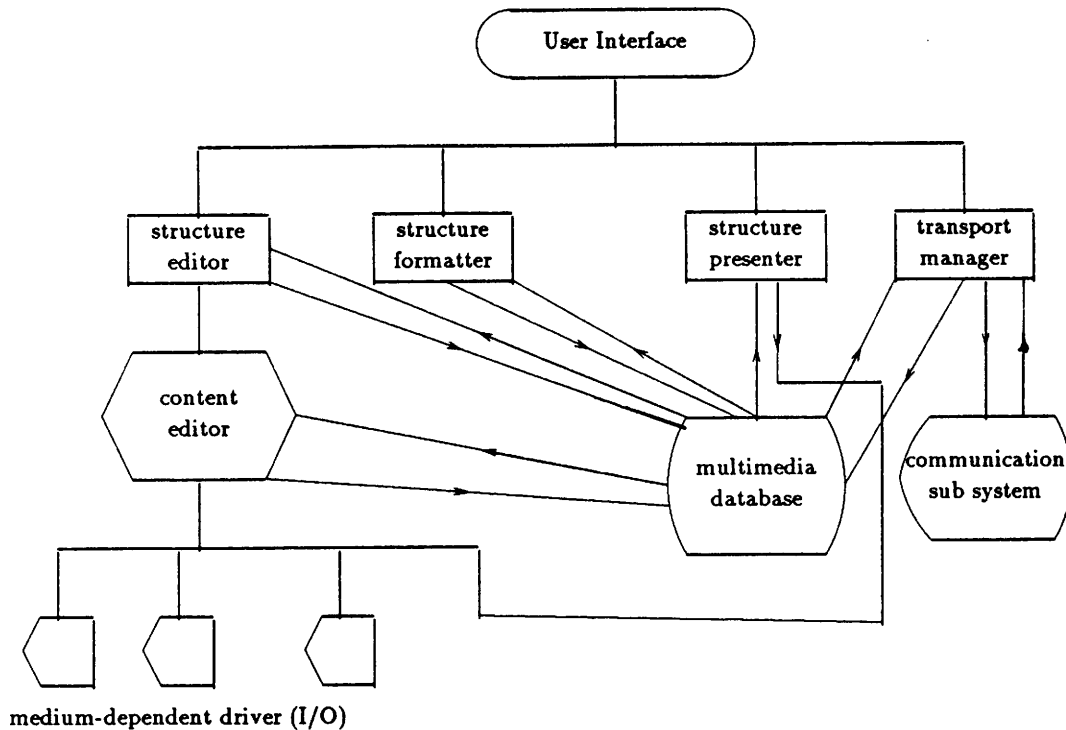 User Interface
structure
editor
structure
formatter
structure
presenter
transport
manager
content
editor
multimedia
database
communication
sub system
medium-dependent driver (I/O)